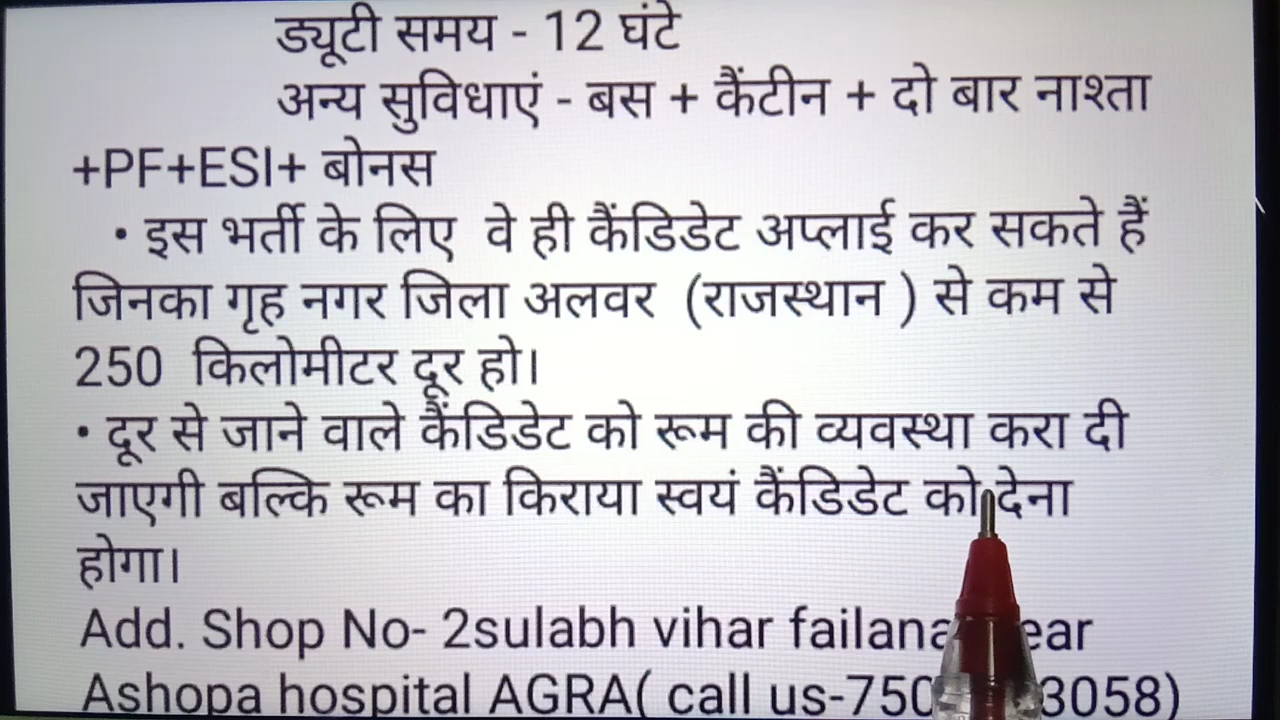 ड्यूटी समय - 12 घंटे
अन्य सुविधाएं - बस + कैंटीन + दो बार नाश्ता
+PF+ESI+ बोनस
• इस भर्ती के लिए वे ही कैंडिडेट अप्लाई कर सकते हैं
जिनका गृह नगर जिला अलवर (राजस्थान ) से कम से
250 किलोमीटर दूर हो।
• दूर से जाने वाले कैंडिडेट को रूम की व्यवस्था करा दी
जाएगी बल्कि रूम का किराया स्वयं कैंडिडेट को देना
होगा।
Add. Shop No- 2sulabh vihar
Ashopa hospital AGRA( call us-